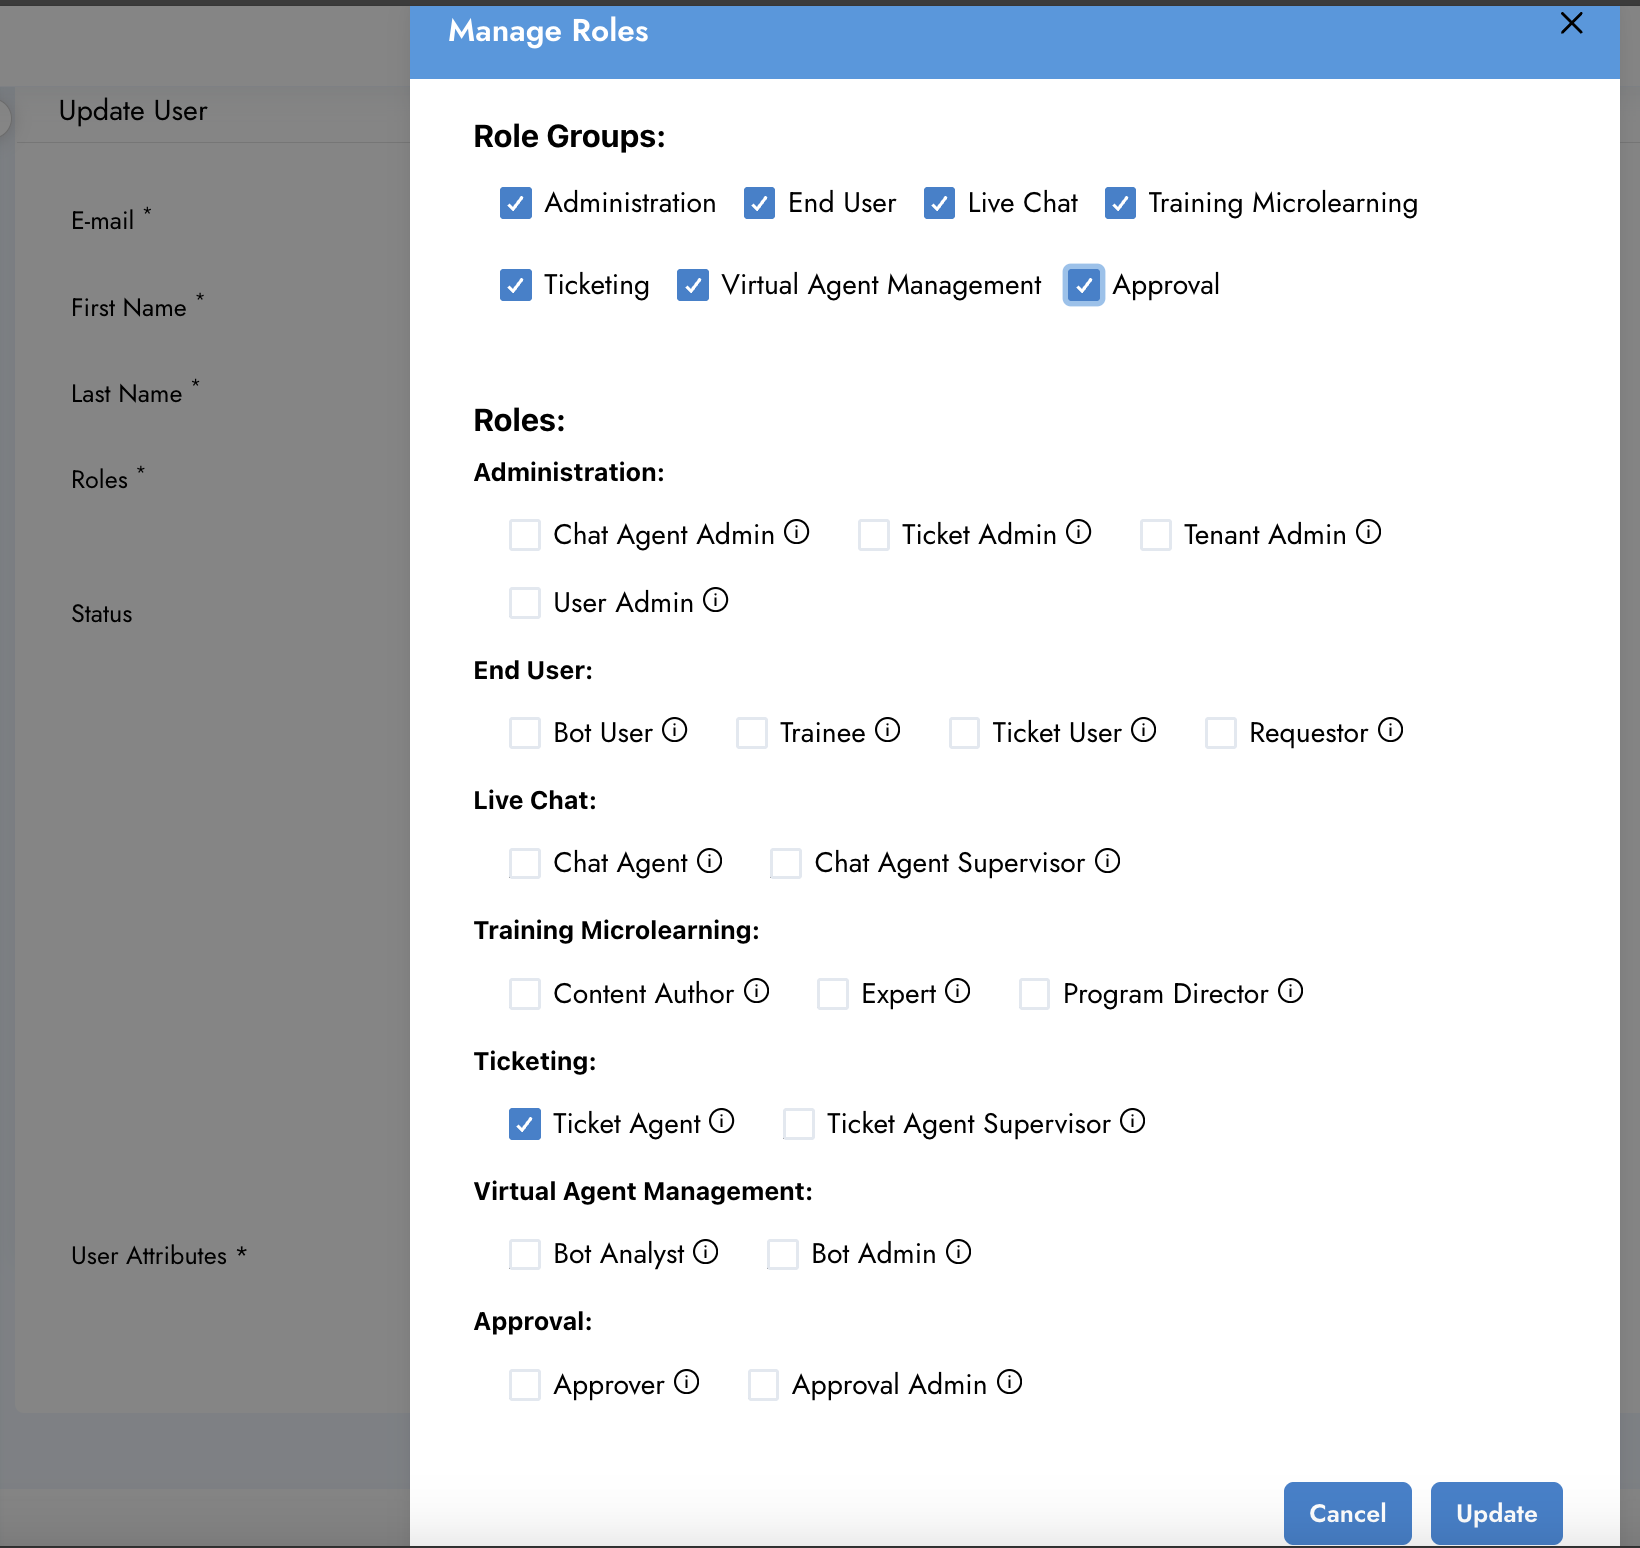 Manage Roles
Update User
E-mail *
First Name *
Last Name *
Roles *
Status
User Attributes *
Role Groups:
Administration End User Live Chat Training Microlearning
Ticketing Virtual Agent Management Approval
Roles:
Administration:
Chat Agent Admin Ticket Admin Tenant Admin
User Admin
End User:
Bot User Trainee Ticket User Requestor
Live Chat:
Chat Agent Chat Agent Supervisor
Training Microlearning:
Content Author Expert Program Director
Ticketing:
Ticket Agent Ticket Agent Supervisor
Virtual Agent Management:
Bot Analyst Bot Admin
Approval:
Approver Approval Admin
Cancel Update